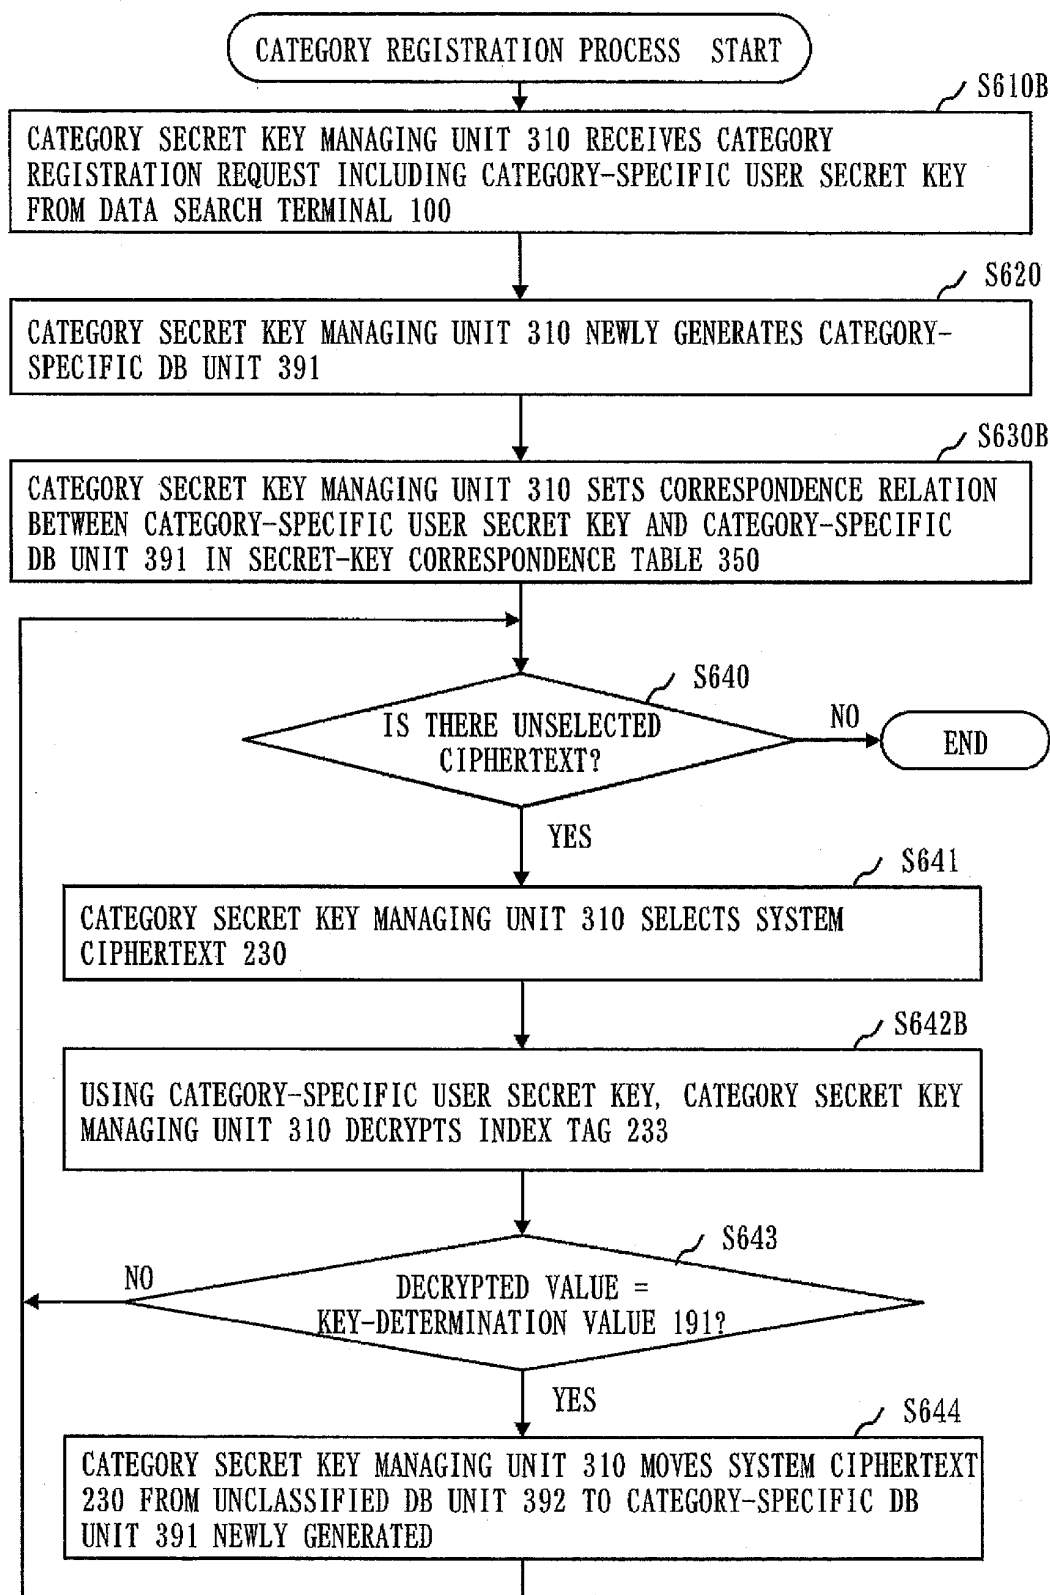 CATEGORY REGISTRATION PROCESS START
S610B
CATEGORY SECRET KEY MANAGING UNIT 310 RECEIVES CATEGORY
REGISTRATION REQUEST INCLUDING CATEGORY-SPECIFIC USER SECRET KEY
FROM DATA SEARCH TERMINAL 100
S620
CATEGORY SECRET KEY MANAGING UNIT 310 NEWLY GENERATES CATEGORY-
SPECIFIC DB UNIT 391
S630B
CATEGORY SECRET KEY MANAGING UNIT 310 SETS CORRESPONDENCE RELATION
BETWEEN CATEGORY-SPECIFIC USER SECRET KEY AND CATEGORY-SPECIFIC
DB UNIT 391 IN SECRET-KEY CORRESPONDENCE TABLE 350
S640
IS THERE UNSELECTED
CIPHERTEXT?
NO
END
YES
S641
CATEGORY SECRET KEY MANAGING UNIT 310 SELECTS SYSTEM
CIPHERTEXT 230
S642B
USING CATEGORY-SPECIFIC USER SECRET KEY, CATEGORY SECRET KEY
MANAGING UNIT 310 DECRYPTS INDEX TAG 233
S643
NO
DECRYPTED VALUE =
KEY-DETERMINATION VALUE 191?
YES
S644
CATEGORY SECRET KEY MANAGING UNIT 310 MOVES SYSTEM CIPHERTEXT
230 FROM UNCLASSIFIED DB UNIT 392 TO CATEGORY-SPECIFIC DB
UNIT 391 NEWLY GENERATED